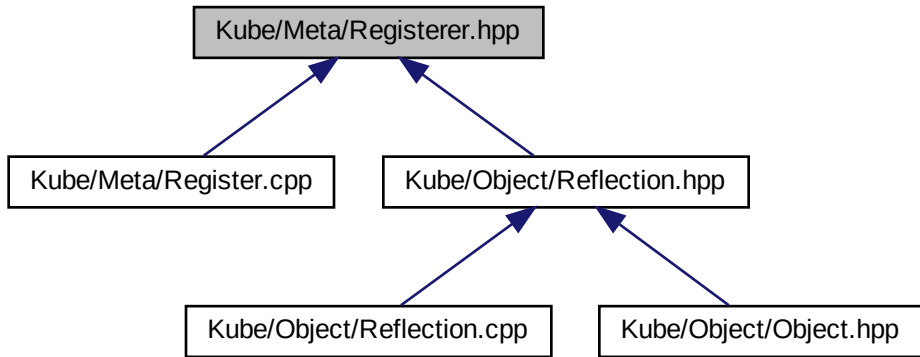 Kube/Meta/Registerer.hpp
Kube/Meta/Register.cpp
Kube/Object/Reflection.hpp
Kube/Object/Reflection.cpp
Kube/Object/Object.hpp